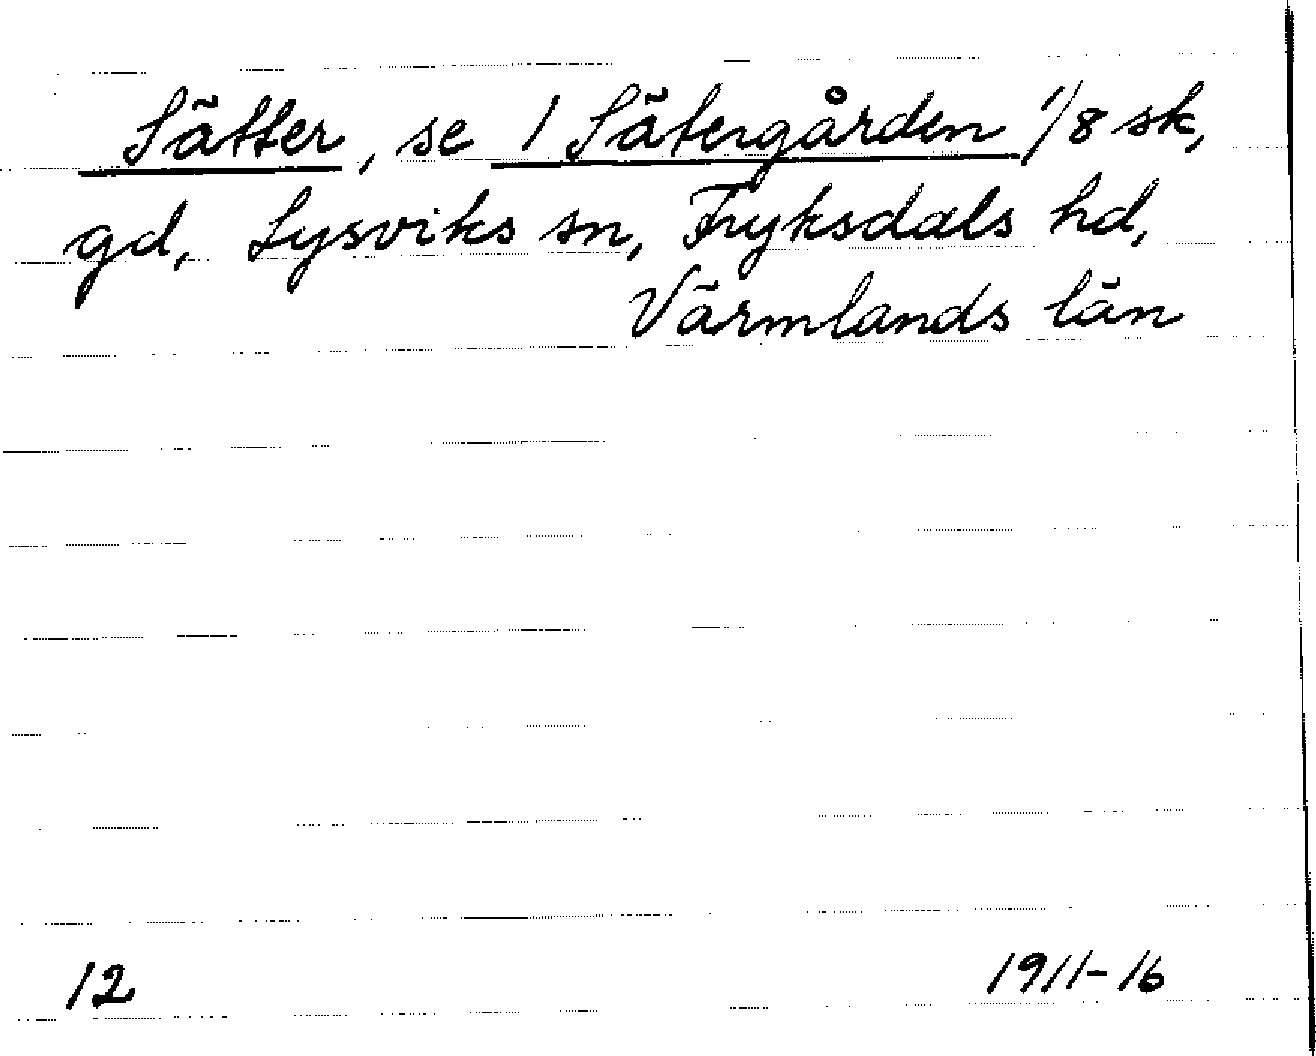 Sätter, se 1 Sätergården 1/8 sk,
gd, Lysviks sn, Fryksdals hd,
Värmlands län
12
1911-16